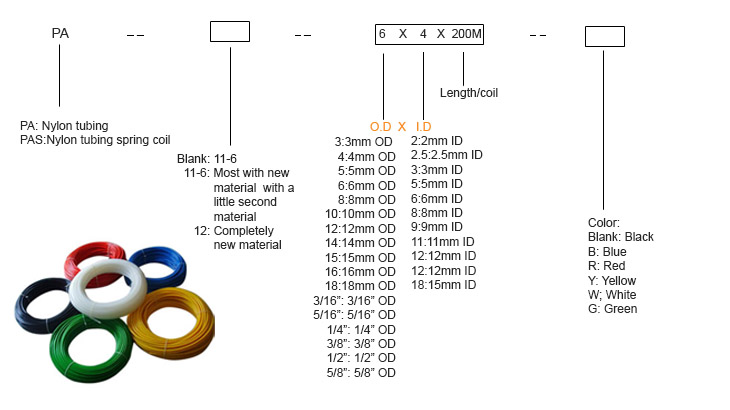 PA -- -- 6 X 4 X 200M --
Length/coil
PA: Nylon tubing
PAS:Nylon tubing spring coil
Blank: 11-6
11-6: Most with new
material with a
little second
material
12: Completely
new material
O.D X I.D
3:3mm OD
4:4mm OD
5:5mm OD
6:6mm OD
8:8mm OD
10:10mm OD
12:12mm OD
14:14mm OD
15:15mm OD
16:16mm OD
18:18mm OD
3/16”: 3/16” OD
5/16”: 5/16” OD
1/4”: 1/4” OD
3/8”: 3/8” OD
1/2”: 1/2” OD
5/8”: 5/8” OD
2:2mm ID
2.5:2.5mm ID
3:3mm ID
5:5mm ID
6:6mm ID
8:8mm ID
9:9mm ID
11:11mm ID
12:12mm ID
12:12mm ID
18:15mm ID
Color:
Blank: Black
B: Blue
R: Red
Y: Yellow
W; White
G: Green